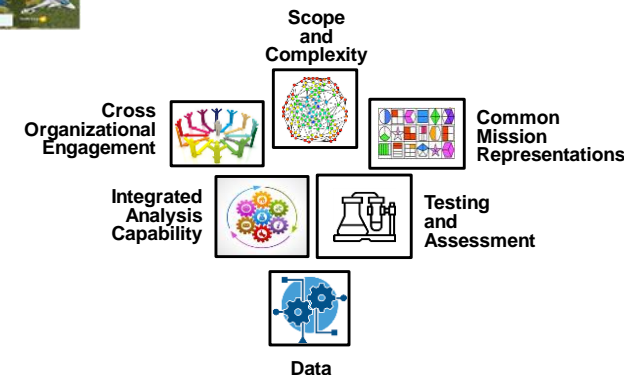 Scope
and
Complexity
Cross
Organizational
Engagement
Common
Mission
Representations
Integrated
Analysis
Capability
Testing
and
Assessment
Data